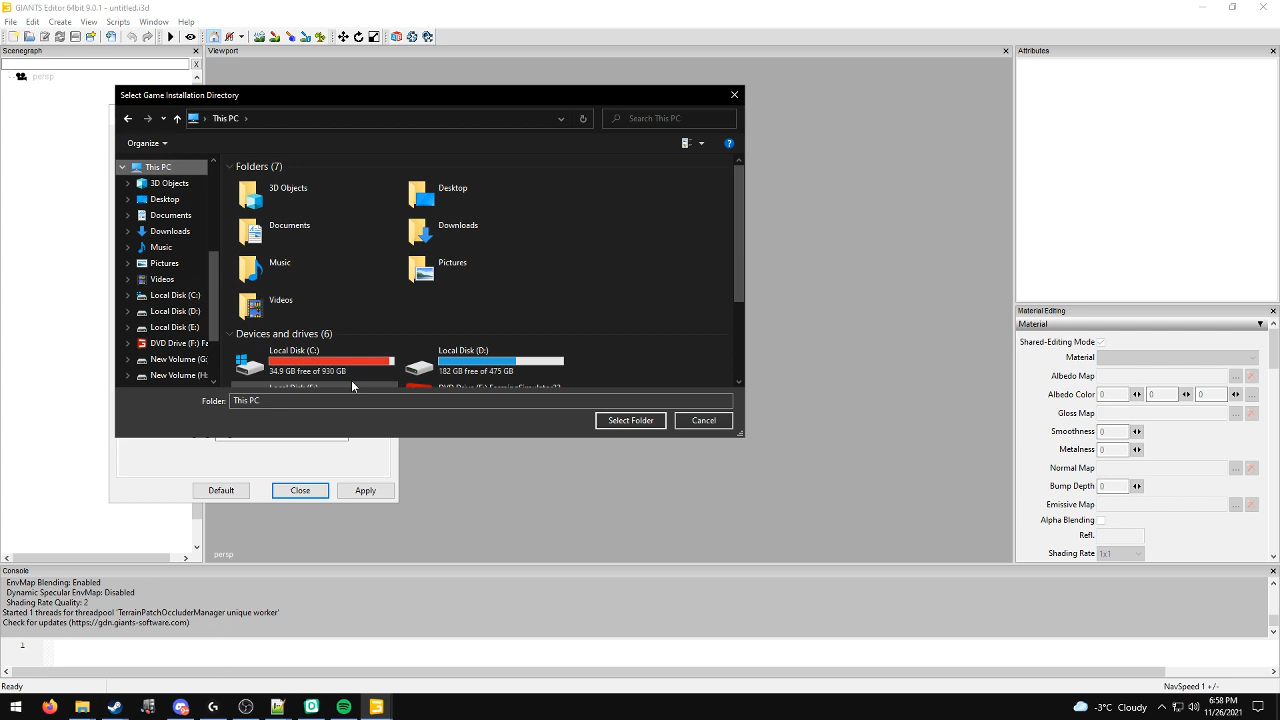 GIANTS Editor 64bit 9.0.1 - untitled.i3d
File Edit Create View Scripts Window Help
Scenegraph
Viewport
Attributes
X
persp
Select Game Installation Directory
This PC
Search This PC
Organize
This PC
3D Objects
Desktop
Documents
Downloads
Music
Pictures
Videos
Local Disk (C:)
Local Disk (D:)
Local Disk (E:)
DVD Drive (F:) Fa
New Volume (G:
New Volume (H:
Folders (7)
3D Objects
Desktop
Documents
Downloads
Music
Pictures
Videos
Devices and drives (6)
Local Disk (C:)
34.9 GB free of 930 GB
Local Disk (D:)
182 GB free of 475 GB
Folder: This PC
Select Folder
Cancel
Default
Close
Apply
persp
Material Editing
Material
Shared-Editing Mode
Material
Albedo Map
Albedo Color 0 0 0
Gloss Map
Smoothness 0
Metalness 0
Normal Map
Bump Depth 0
Emissive Map
Alpha Blending
Refl.
Shading Rate 1x1
Console
EnvMap Blending: Enabled
Dynamic Specular EnvMap: Disabled
Shading Rate Quality: 2
Started 1 threads for threadpool 'TerrainPatchOccluderManager unique worker'
Check for updates (https://gdn.giants-software.com)
1
Ready
NavSpeed 1 +/-
-3°C Cloudy
6:58 PM
11/26/2021